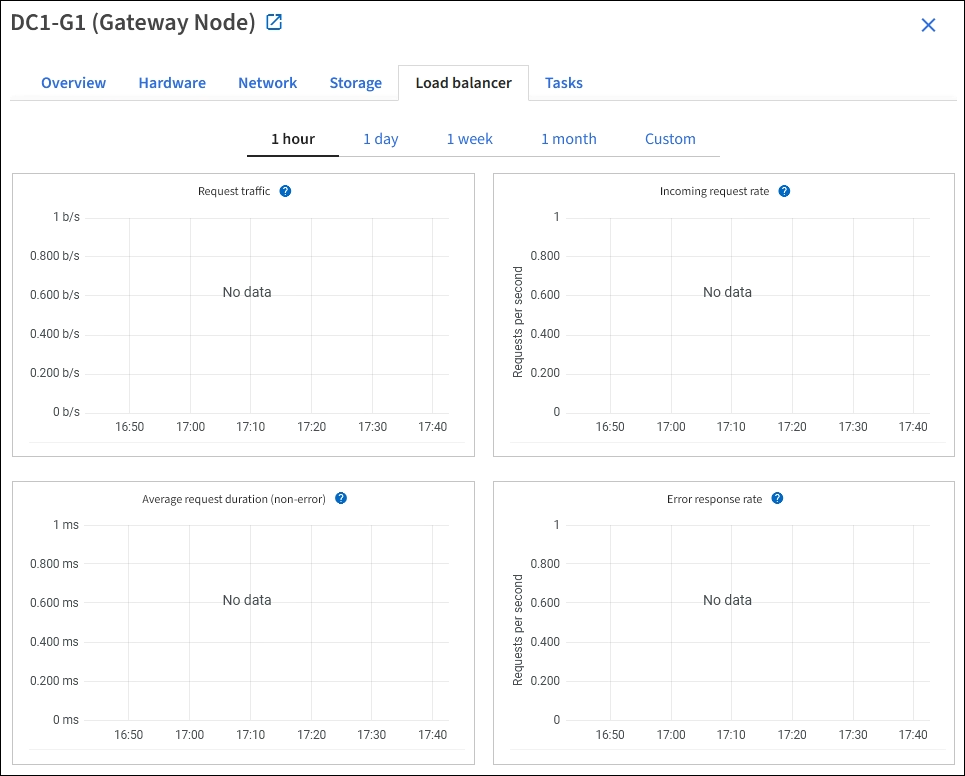 DC1-G1 (Gateway Node)
Overview Hardware Network Storage Load balancer Tasks
1 hour 1 day 1 week 1 month Custom
Request traffic ?
1 b/s
0.800 b/s
0.600 b/s
0.400 b/s
0.200 b/s
0 b/s
No data
16:50 17:00 17:10 17:20 17:30 17:40
Incoming request rate ?
Requests per second
1
0.800
0.600
0.400
0.200
0
No data
16:50 17:00 17:10 17:20 17:30 17:40
Average request duration (non-error) ?
1 ms
0.800 ms
0.600 ms
0.400 ms
0.200 ms
0 ms
No data
16:50 17:00 17:10 17:20 17:30 17:40
Error response rate ?
Requests per second
1
0.800
0.600
0.400
0.200
0
No data
16:50 17:00 17:10 17:20 17:30 17:40